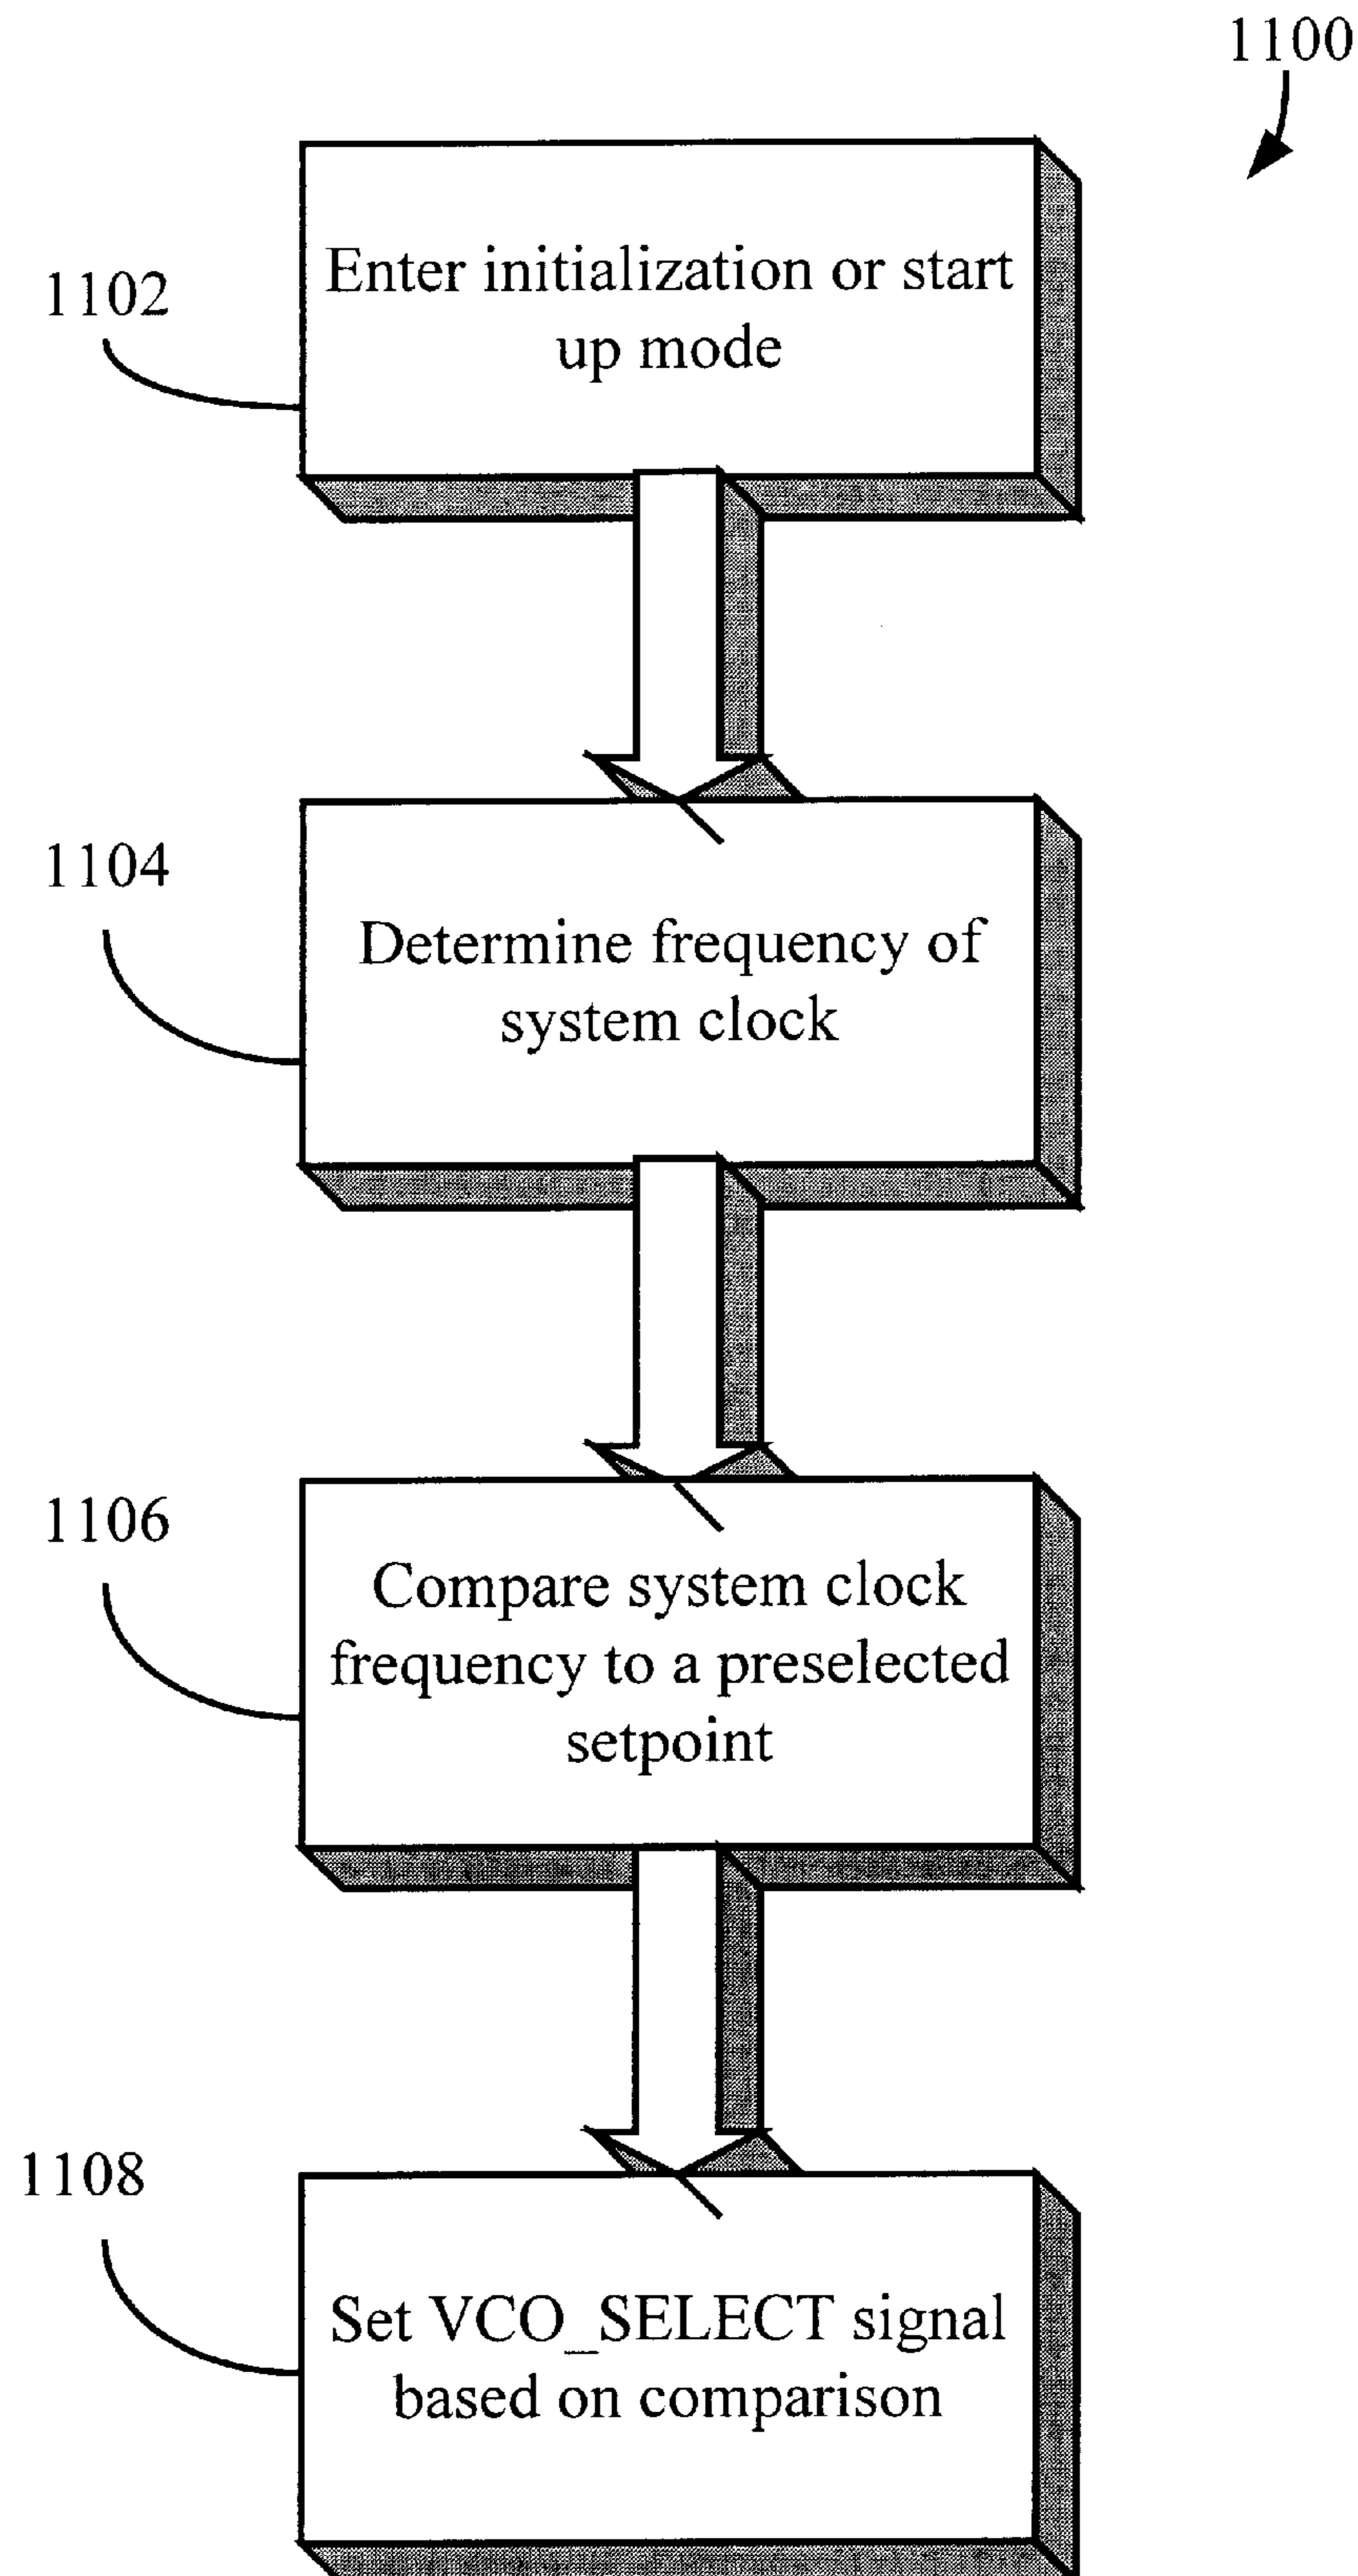 1100
1102
Enter initialization or start
up mode
1104
Determine frequency of
system clock
1106
Compare system clock
frequency to a preselected
setpoint
1108
Set VCO_SELECT signal
based on comparison